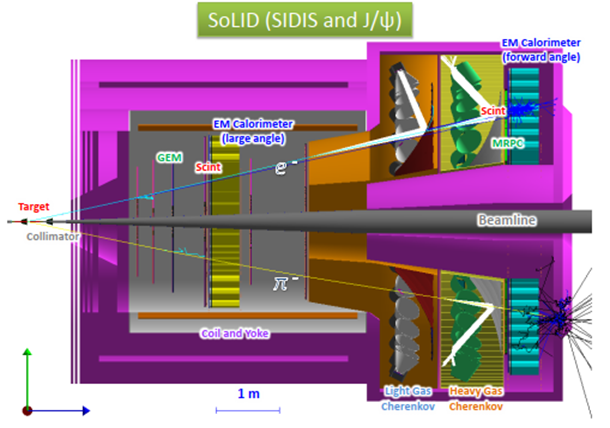 SoLID (SIDIS and J/ψ)
EM Calorimeter
(forward angle)
EM Calorimeter
(large angle)
Scint
GEM
Scint
MRPC
e⁻
Target
Collimator
Beamline
π⁻
Coil and Yoke
1 m
Light Gas
Cherenkov
Heavy Gas
Cherenkov